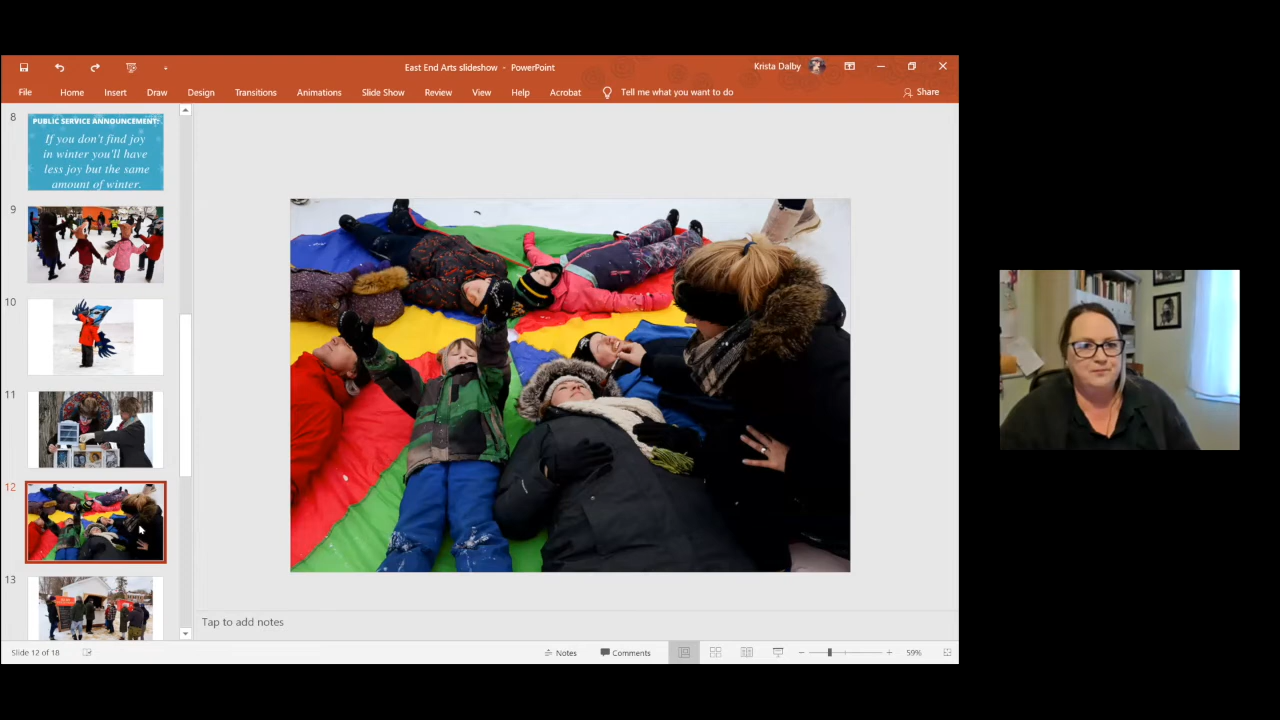 East End Arts slideshow - PowerPoint
Krista Dalby
File Home Insert Draw Design Transitions Animations Slide Show Review View Help Acrobat Tell me what you want to do Share
8
PUBLIC SERVICE ANNOUNCEMENT:
If you don't find joy
in winter you'll have
less joy but the same
amount of winter.
9
10
11
12
13
Tap to add notes
Slide 12 of 18 Notes Comments 59%